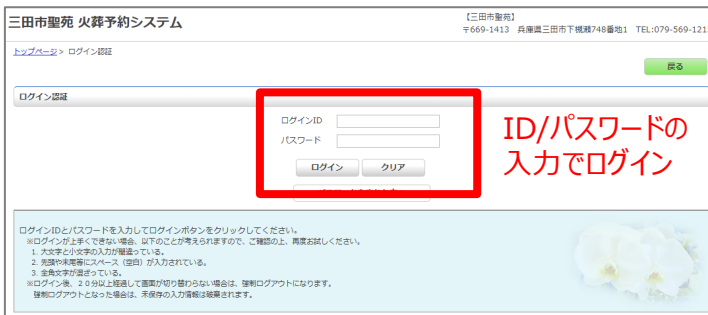 三田市聖苑 火葬予約システム
【三田市聖苑】
〒669-1413 兵庫県三田市下槻瀬748番地1 TEL:079-569-121
トップページ> ログイン認証
戻る
ログイン認証
ログインID
パスワード
ログイン クリア
ID/パスワードの
入力でログイン
ログインIDとパスワードを入力してログインボタンをクリックしてください。
※ログインが上手くできない場合、以下のことが考えられますので、ご確認の上、再度お試しください。
1. 大文字と小文字の入力が間違っている。
2. 先頭や末尾等にスペース（空白）が入力されている。
3. 全角文字が混ざっている。
※ログイン後、２０分以上経過して画面が切り替わらない場合は、強制ログアウトになります。
強制ログアウトとなった場合は、未保存の入力情報は破棄されます。